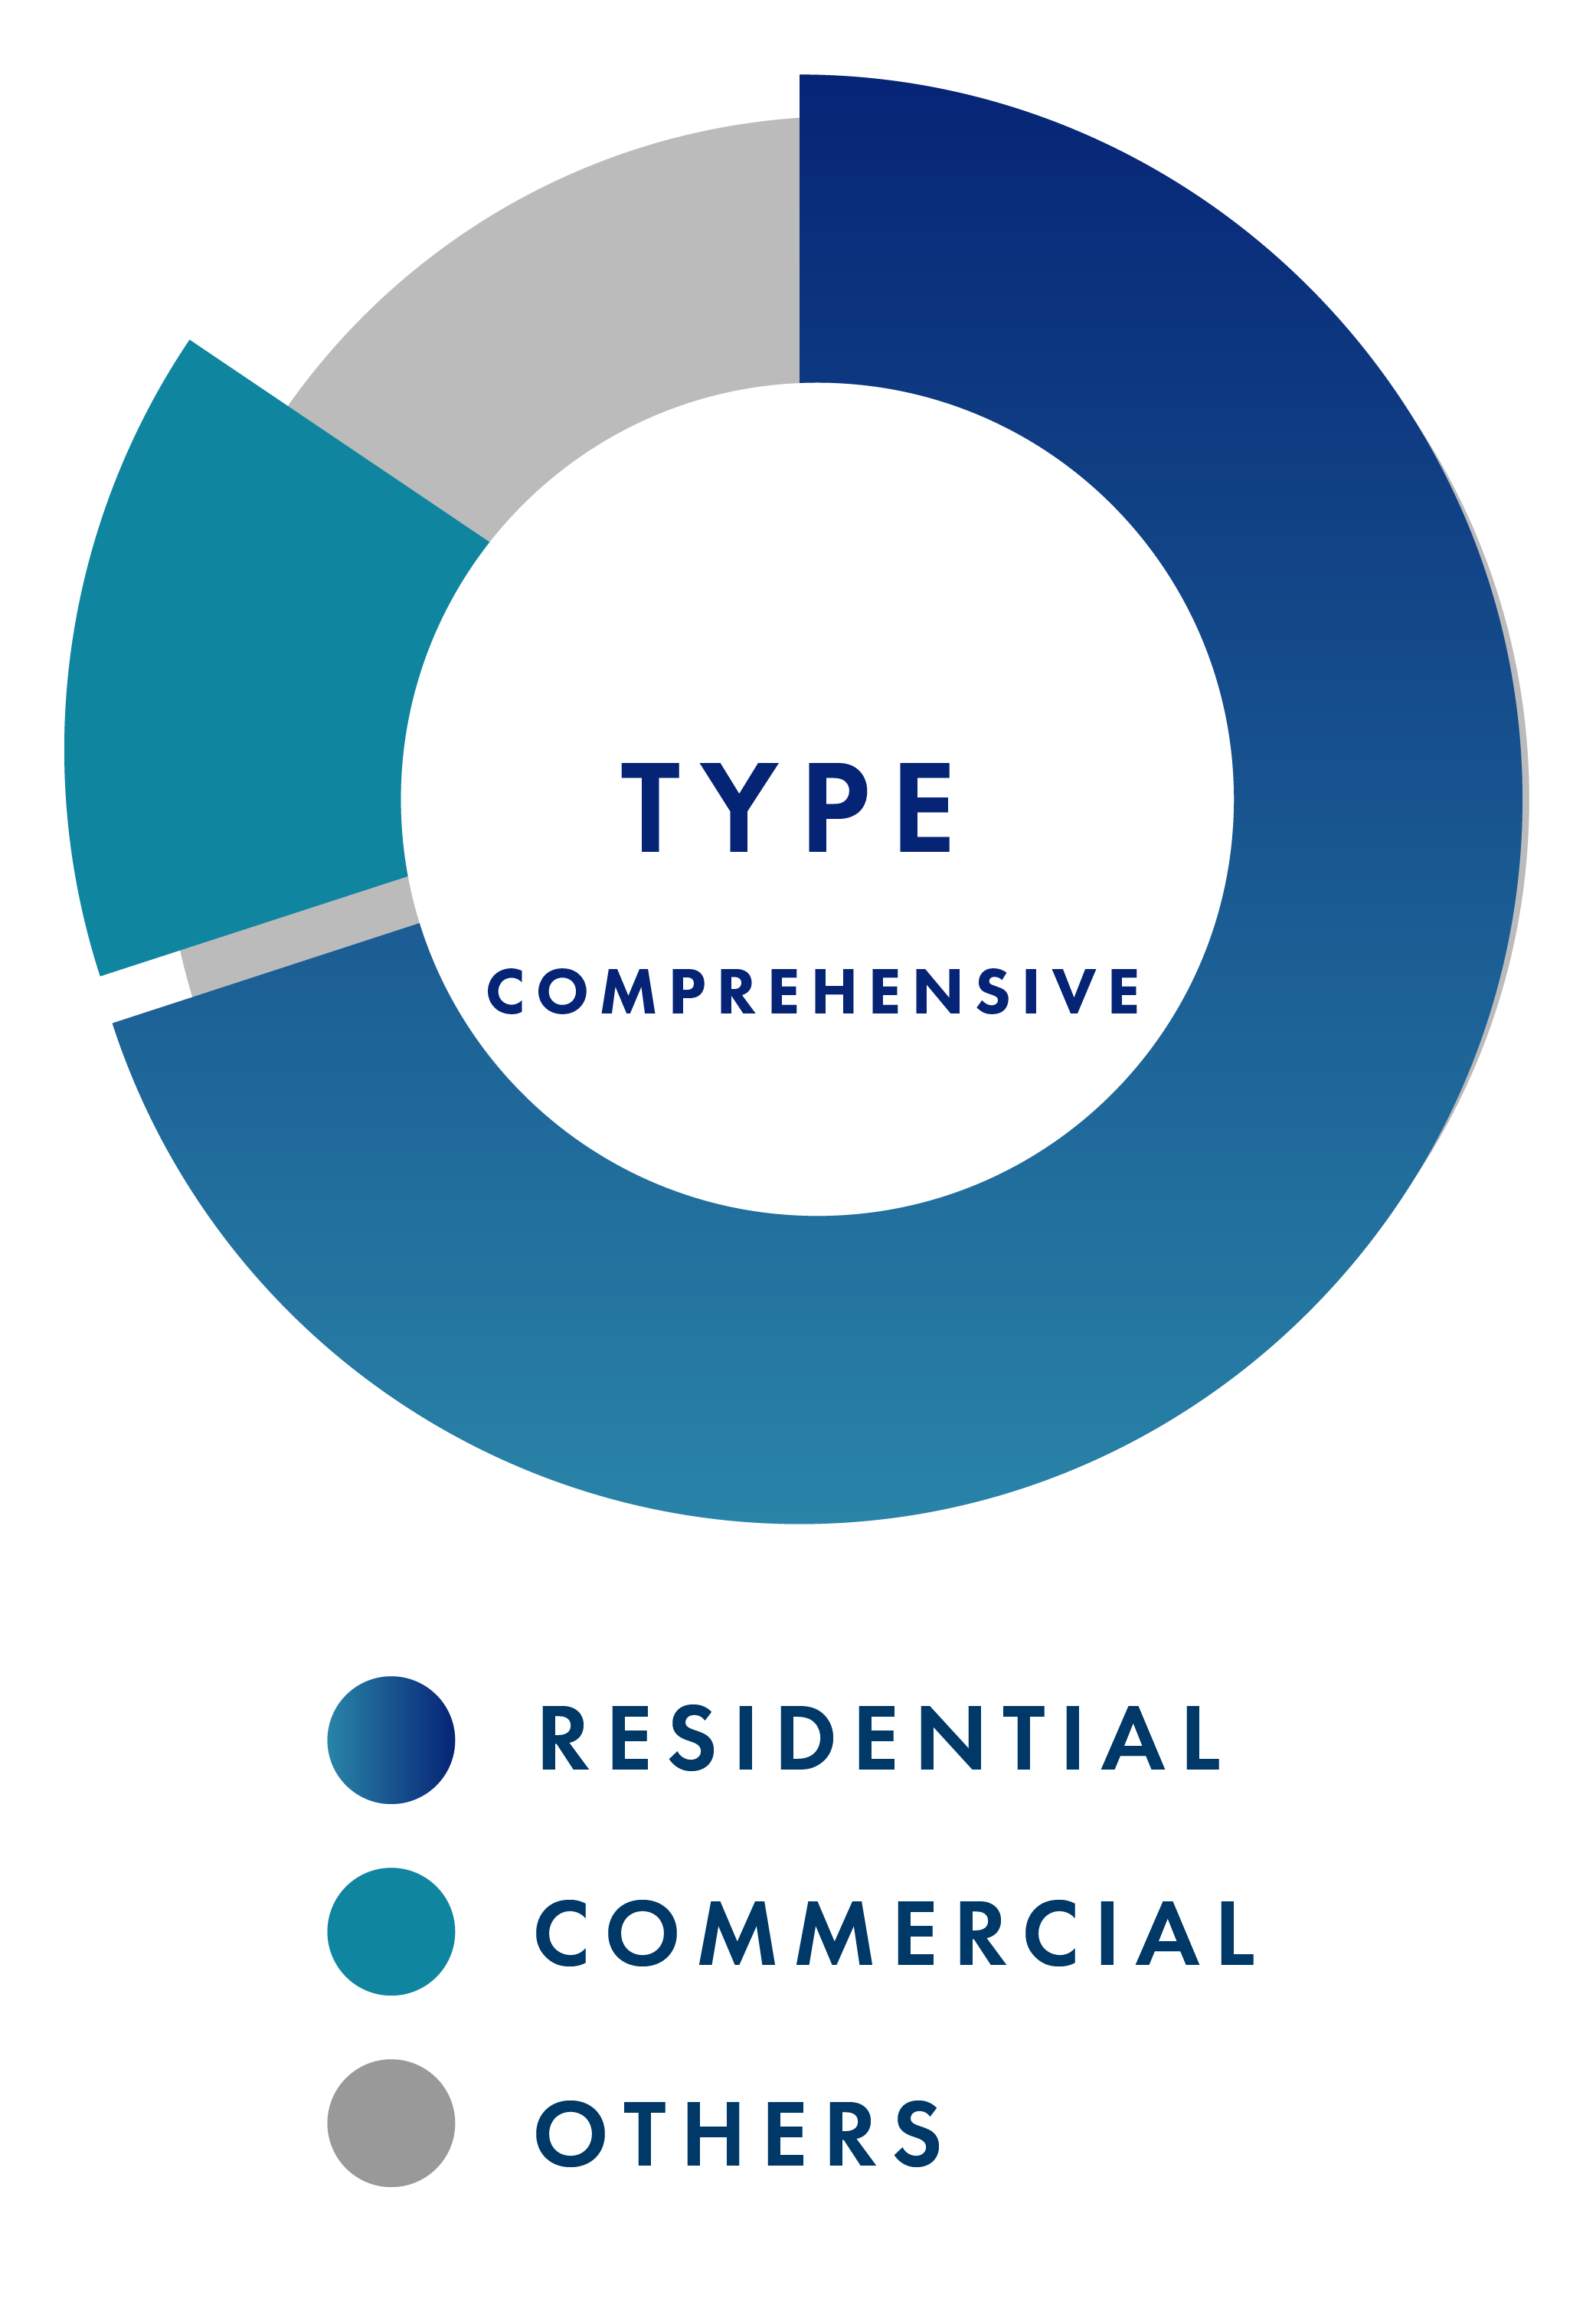 TYPE
COMPREHENSIVE
RESIDENTIAL
COMMERCIAL
OTHERS